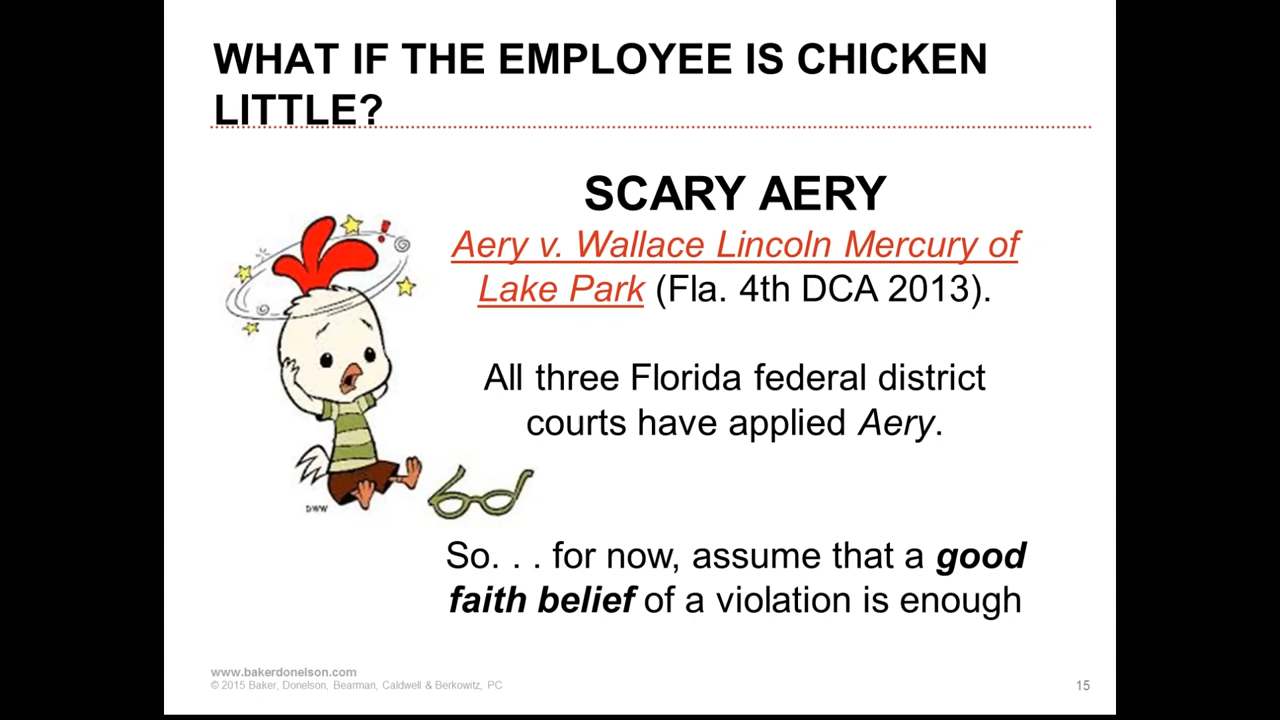 WHAT IF THE EMPLOYEE IS CHICKEN
LITTLE?
SCARY AERY
Aery v. Wallace Lincoln Mercury of
Lake Park (Fla. 4th DCA 2013).
All three Florida federal district
courts have applied Aery.
!
DWW
So. . . for now, assume that a good
faith belief of a violation is enough
www.bakerdonelson.com
© 2015 Baker, Donelson, Bearman, Caldwell & Berkowitz, PC
15